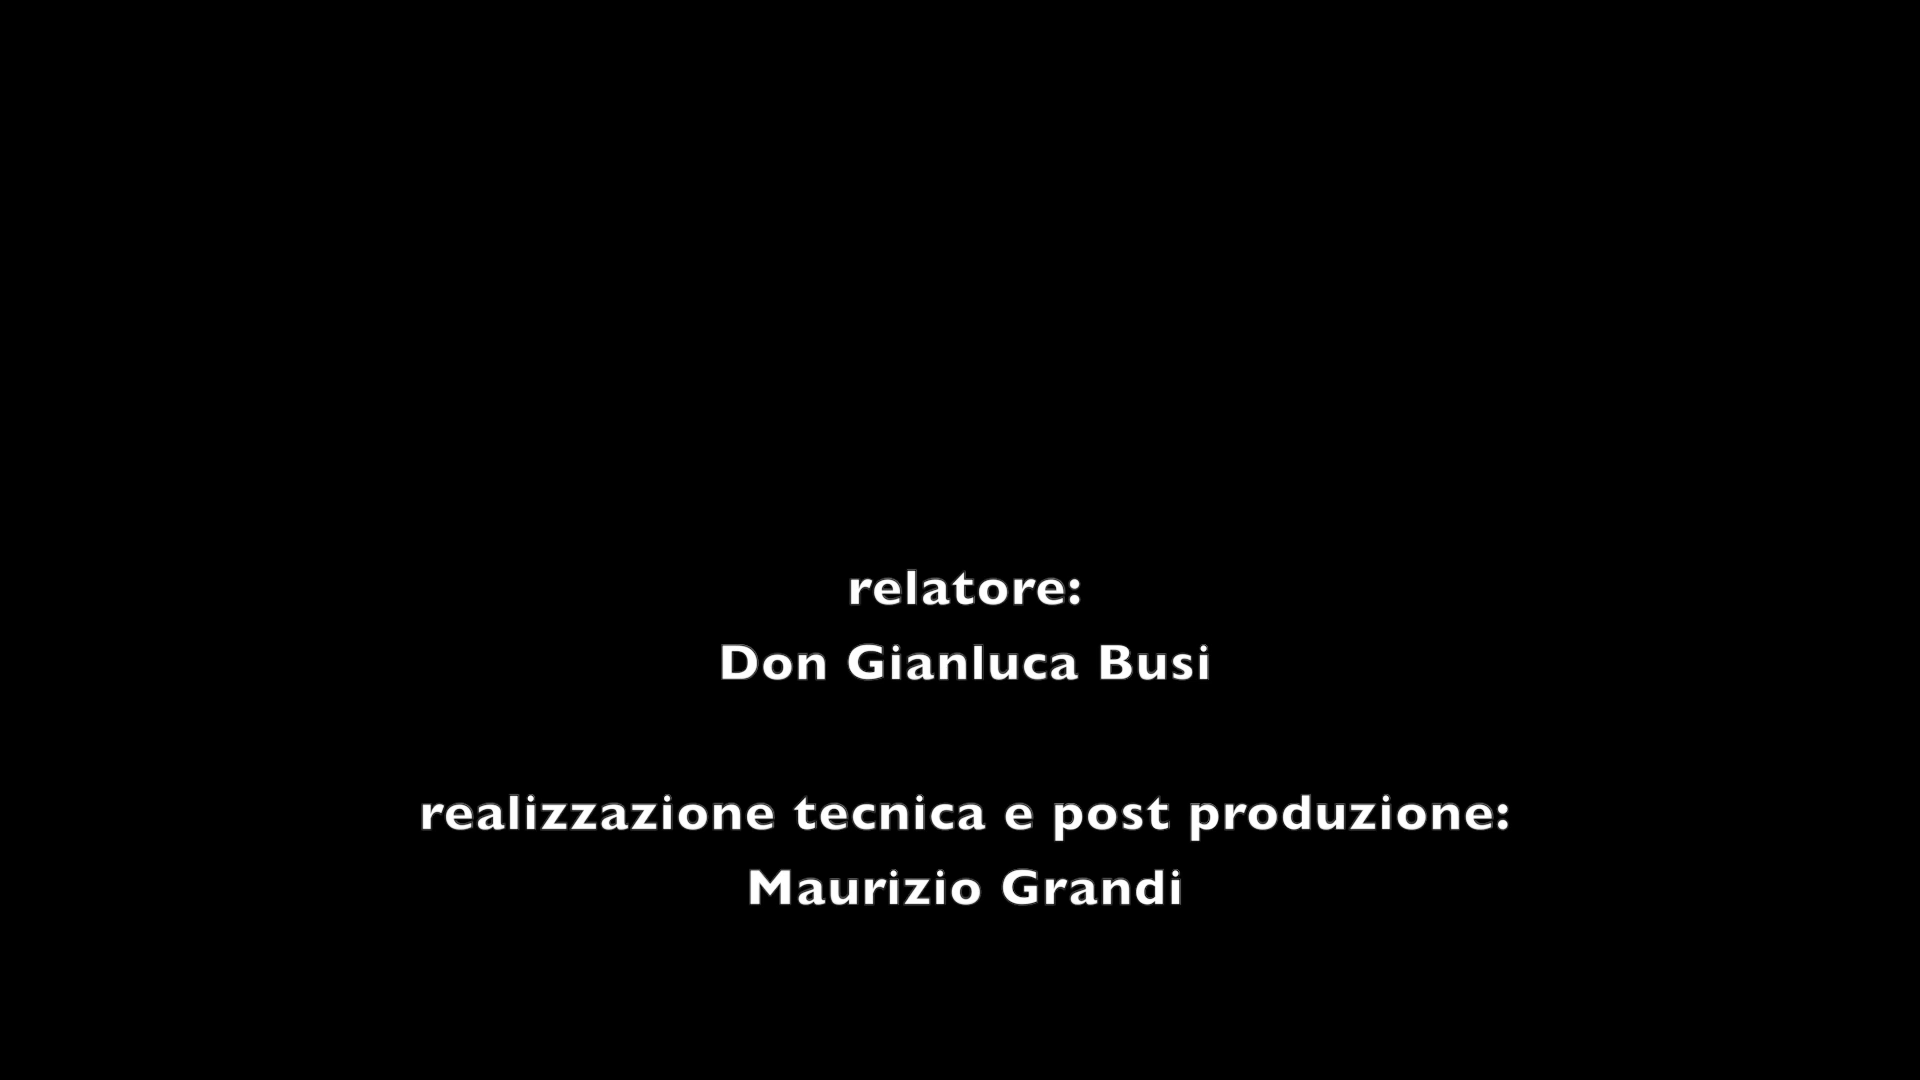 relatore:
Don Gianluca Busi
realizzazione tecnica e post produzione:
Maurizio Grandi